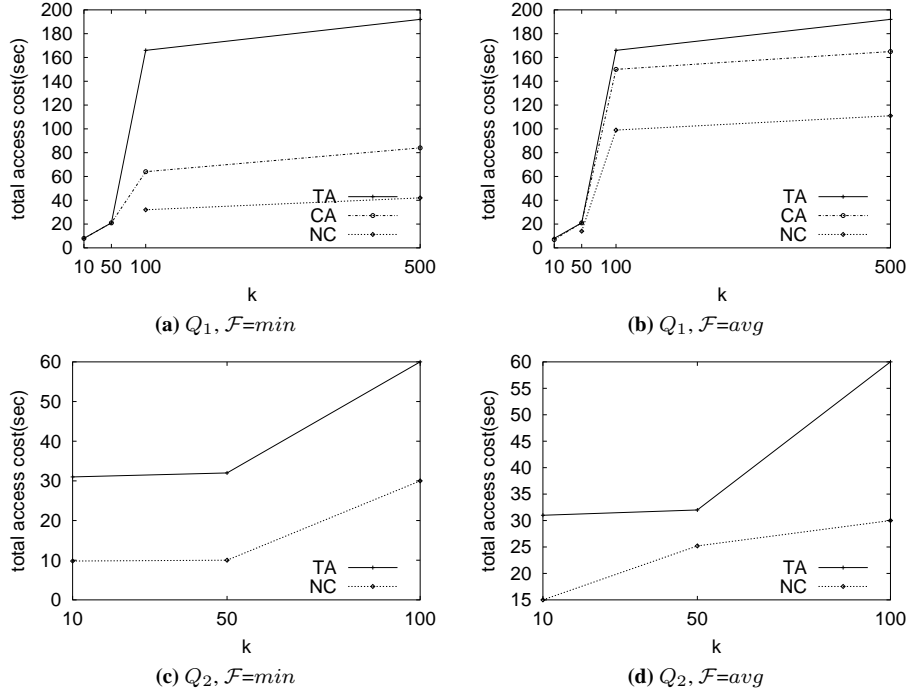 total access cost(sec)
200
180
160
140
120
100
80
60
40
20
0
10 50 100 500
k
TA
CA
NC
(a) Q1, F=min
total access cost(sec)
200
180
160
140
120
100
80
60
40
20
0
10 50 100 500
k
TA
CA
NC
(b) Q1, F=avg
total access cost(sec)
60
50
40
30
20
10
0
10 50 100
k
TA
NC
(c) Q2, F=min
total access cost(sec)
60
55
50
45
40
35
30
25
20
15
10 50 100
k
TA
NC
(d) Q2, F=avg